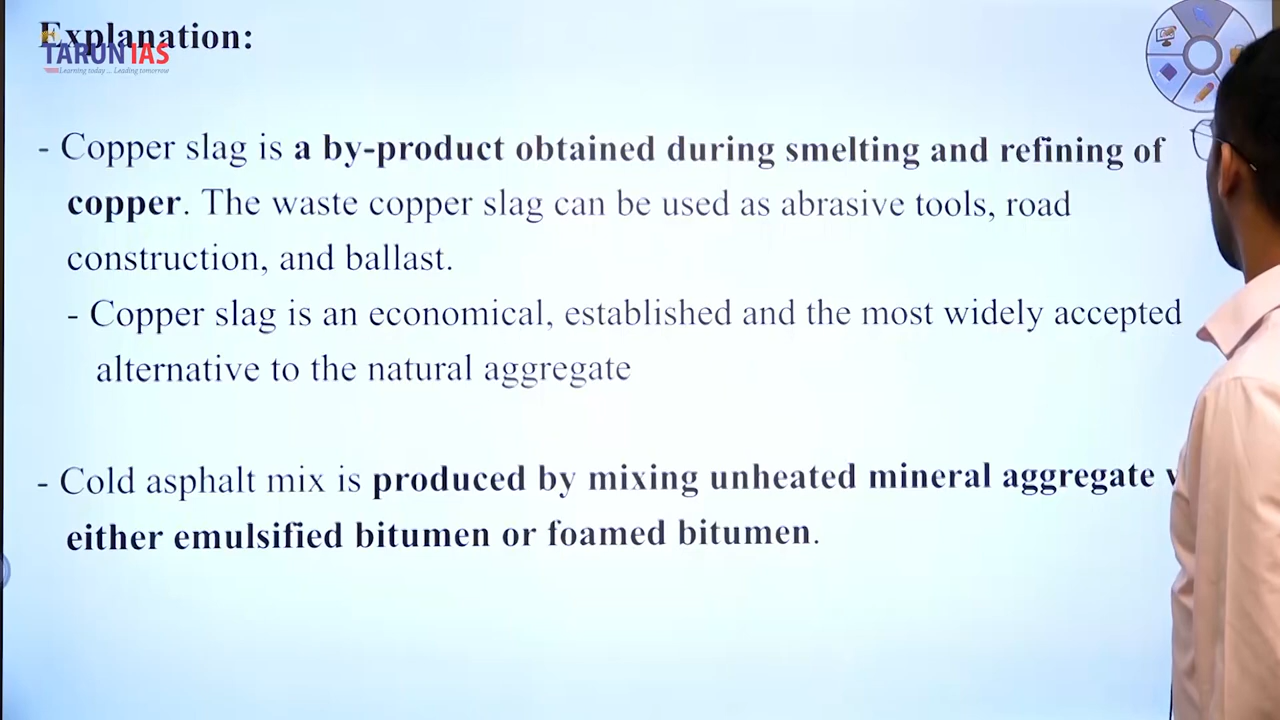 Explanation:
TARUN IAS
Learning today ... Leading tomorrow
- Copper slag is a by-product obtained during smelting and refining of
copper. The waste copper slag can be used as abrasive tools, road
construction, and ballast.
- Copper slag is an economical, established and the most widely accepted
alternative to the natural aggregate
- Cold asphalt mix is produced by mixing unheated mineral aggregate
either emulsified bitumen or foamed bitumen.